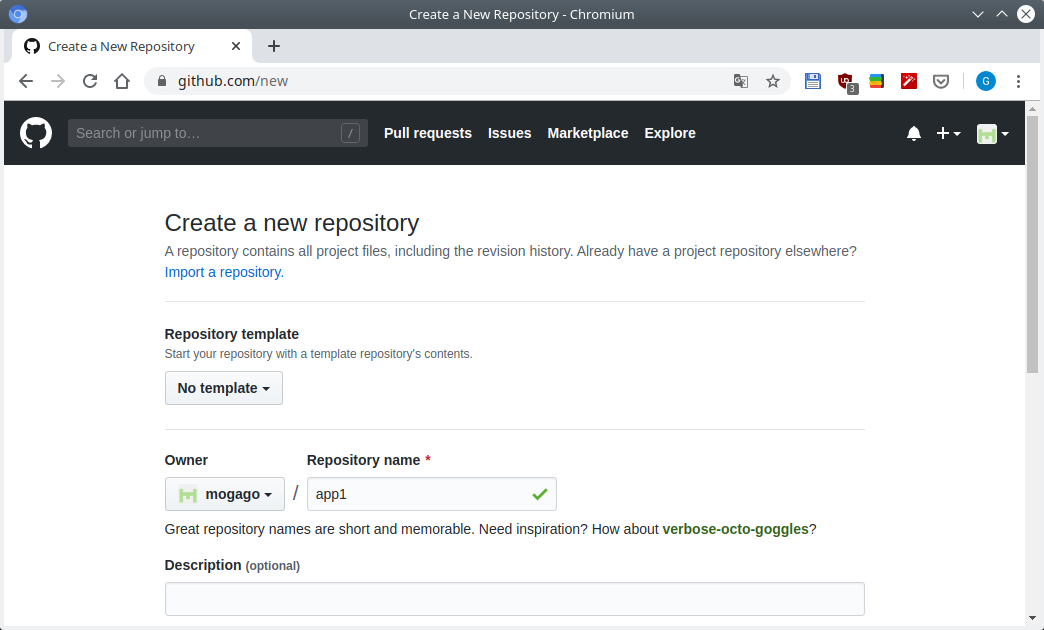 Create a New Repository - Chromium
Create a New Repository
github.com/new
3
G
Search or jump to…
/
Pull requests
Issues
Marketplace
Explore
Create a new repository
A repository contains all project files, including the revision history. Already have a project repository elsewhere?
Import a repository.
Repository template
Start your repository with a template repository's contents.
No template
Owner
Repository name *
mogago
/
app1
Great repository names are short and memorable. Need inspiration? How about verbose-octo-goggles?
Description (optional)